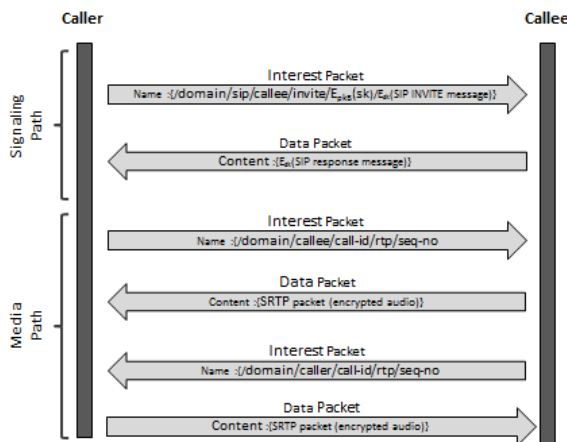 Caller
Callee
Signaling Path
Interest Packet
Name :{/domain/sip/callee/invite/EpkB(sk)/Esk(SIP INVITE message)}
Data Packet
Content :{Esk(SIP response message)}
Media Path
Interest Packet
Name :{/domain/callee/call-id/rtp/seq-no
Data Packet
Content :{SRTP packet (encrypted audio)}
Interest Packet
Name :{/domain/caller/call-id/rtp/seq-no
Data Packet
Content :{SRTP packet (encrypted audio)}